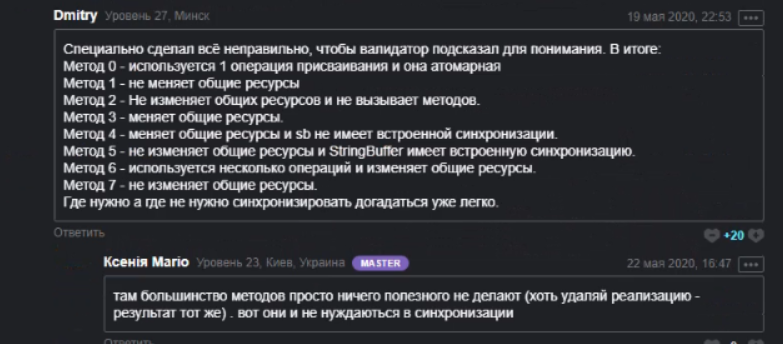 Dmitry Уровень 27, Минск 19 мая 2020, 22:53
Специально сделал всё неправильно, чтобы валидатор подсказал для понимания. В итоге:
Метод 0 - используется 1 операция присваивания и она атомарная
Метод 1 - не меняет общие ресурсы
Метод 2 - Не изменяет общих ресурсов и не вызывает методов.
Метод 3 - меняет общие ресурсы.
Метод 4 - меняет общие ресурсы и sb не имеет встроенной синхронизации.
Метод 5 - не изменяет общие ресурсы и StringBuffer имеет встроенную синхронизацию.
Метод 6 - используется несколько операций и изменяет общие ресурсы.
Метод 7 - не изменяет общие ресурсы.
Где нужно а где не нужно синхронизировать догадаться уже легко.
Ответить +20
Ксенія Mario Уровень 23, Киев, Украина MASTER 22 мая 2020, 16:47
там большинство методов просто ничего полезного не делают (хоть удаляй реализацию -
результат тот же) . вот они и не нуждаются в синхронизации
Ответить